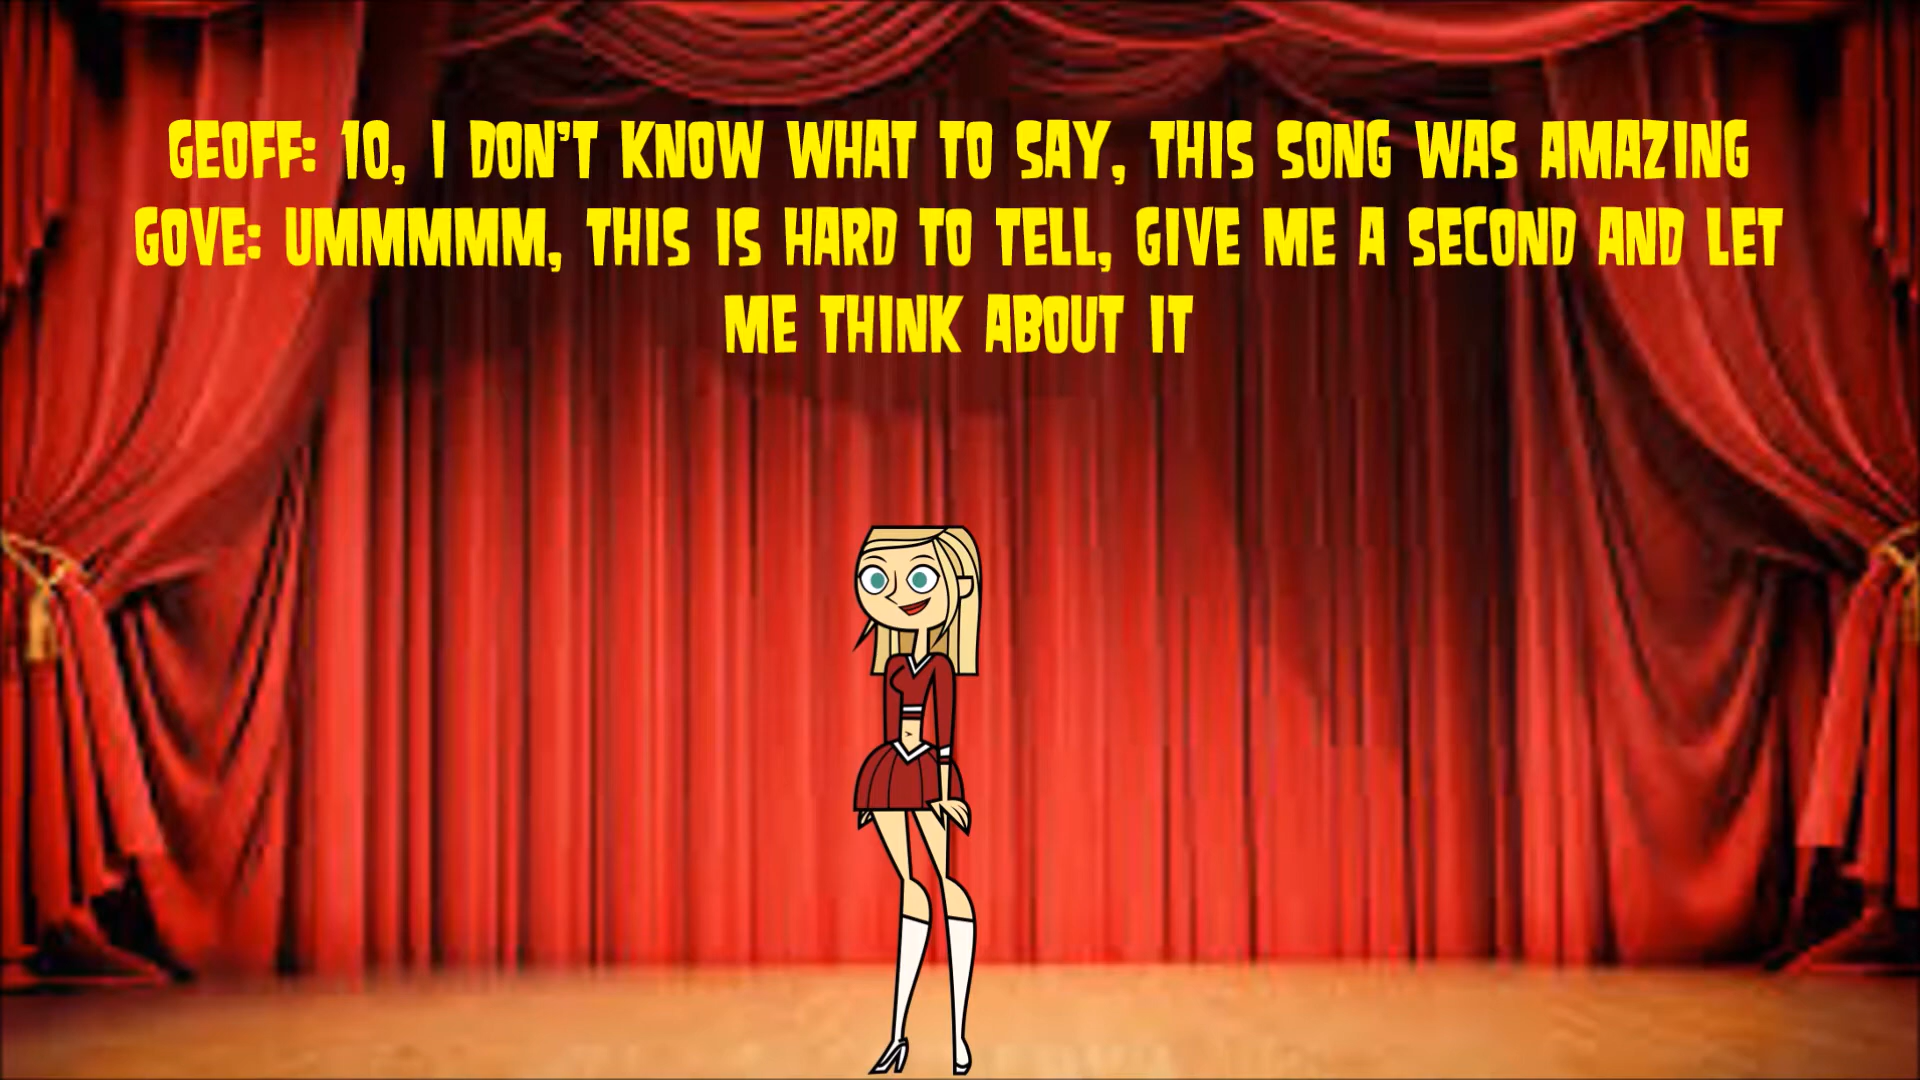 GEOFF: 10, I DON'T KNOW WHAT TO SAY, THIS SONG WAS AMAZING
GOVE: UMMMMM, THIS IS HARD TO TELL, GIVE ME A SECOND AND LET
ME THINK ABOUT IT